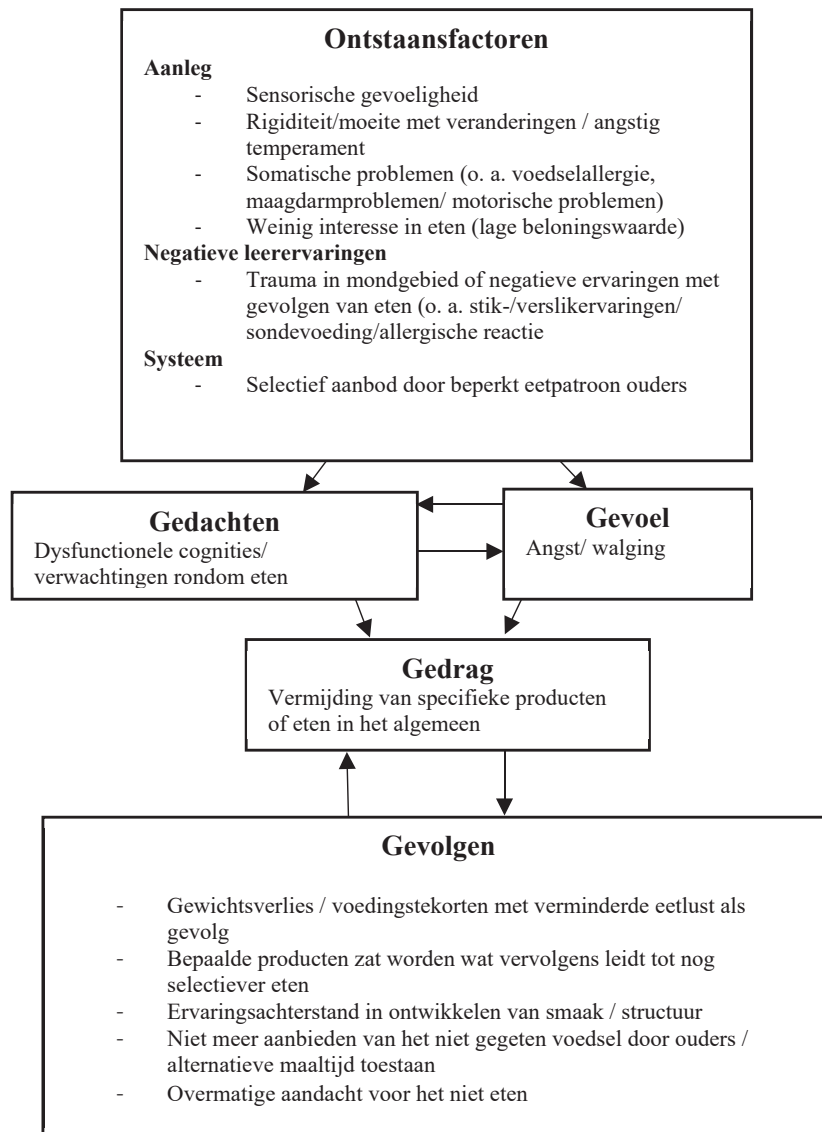 Ontstaansfactoren
Aanleg
- Sensorische gevoeligheid
- Rigiditeit/moeite met veranderingen / angstig
temperament
- Somatische problemen (o. a. voedselallergie,
maagdarmproblemen/ motorische problemen)
- Weinig interesse in eten (lage beloningswaarde)
Negatieve leerervaringen
- Trauma in mondgebied of negatieve ervaringen met
gevolgen van eten (o. a. stik-/verslikervaringen/
sondevoeding/allergische reactie
Systeem
- Selectief aanbod door beperkt eetpatroon ouders
Gedachten
Dysfunctionele cognities/
verwachtingen rondom eten
Gevoel
Angst/ walging
Gedrag
Vermijding van specifieke producten
of eten in het algemeen
Gevolgen
- Gewichtsverlies / voedingstekorten met verminderde eetlust als
gevolg
- Bepaalde producten zat worden wat vervolgens leidt tot nog
selectiever eten
- Ervaringsachterstand in ontwikkelen van smaak / structuur
- Niet meer aanbieden van het niet gegeten voedsel door ouders /
alternatieve maaltijd toestaan
- Overmatige aandacht voor het niet eten